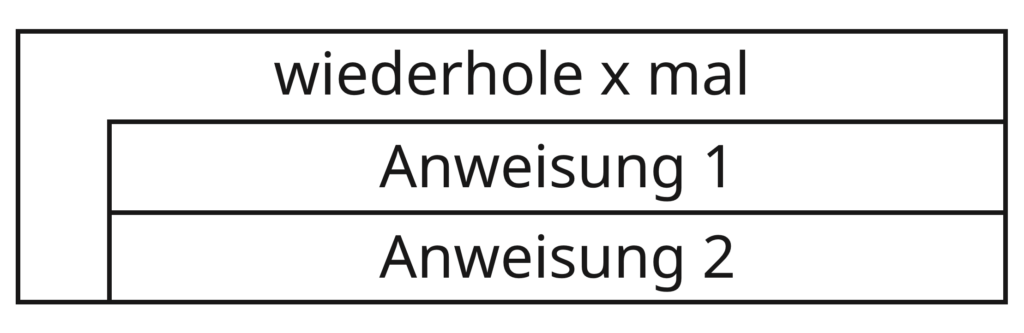 wiederhole x mal
Anweisung 1
Anweisung 2